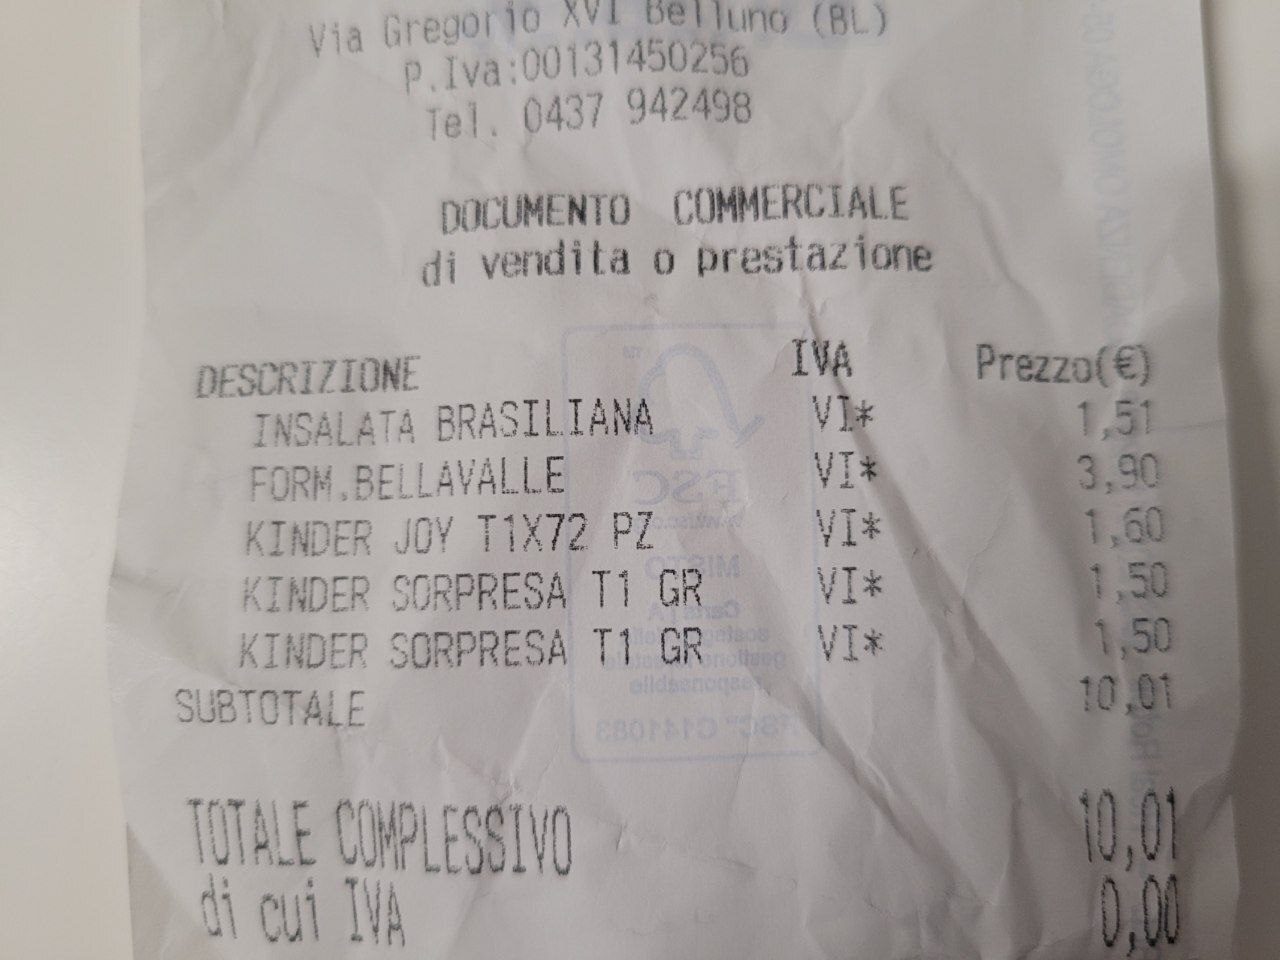 Via Gregorio XVI Belluno (BL)
P.Iva:00131450256
Tel. 0437 942498
DOCUMENTO COMMERCIALE
di vendita o prestazione
DESCRIZIONE IVA Prezzo(€)
INSALATA BRASILIANA VI* 1,51
FORM.BELLAVALLE VI* 3,90
KINDER JOY T1X72 PZ VI* 1,60
KINDER SORPRESA T1 GR VI* 1,50
KINDER SORPRESA T1 GR VI* 1,50
SUBTOTALE 10,01
TOTALE COMPLESSIVO 10,01
di cui IVA 0,00